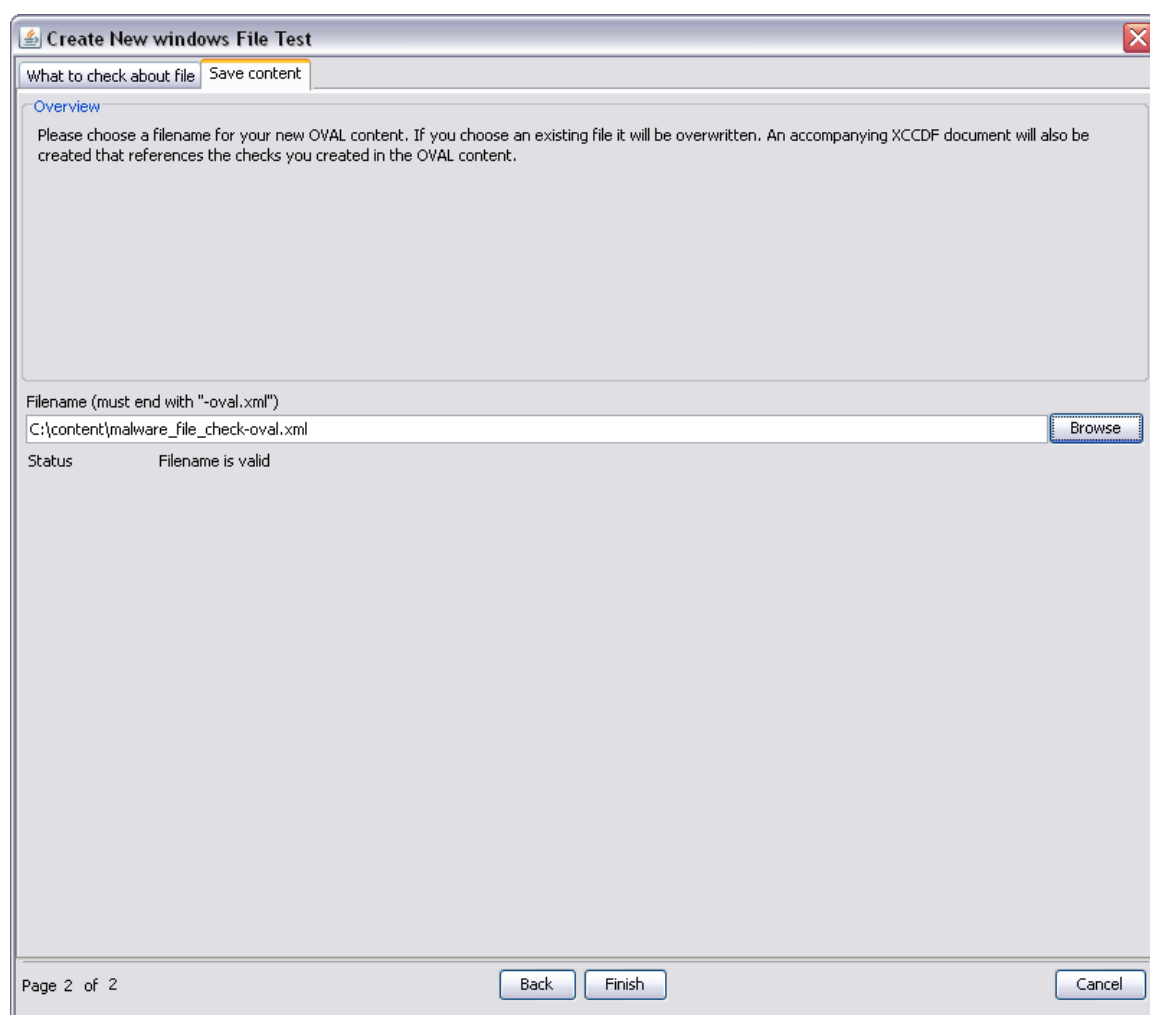 Create New windows File Test
What to check about file
Save content
Overview
Please choose a filename for your new OVAL content. If you choose an existing file it will be overwritten. An accompanying XCCDF document will also be
created that references the checks you created in the OVAL content.
Filename (must end with "-oval.xml")
C:\content\malware_file_check-oval.xml
Browse
Status Filename is valid
Page 2 of 2
Back
Finish
Cancel